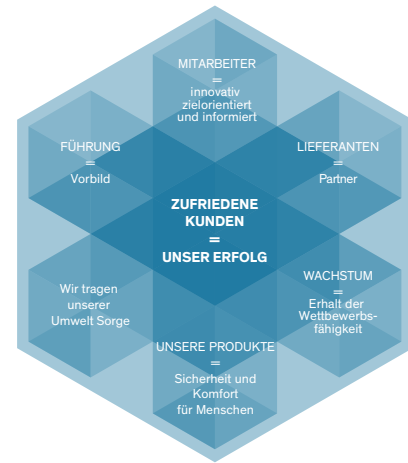 MITARBEITER
=
innovativ
zielorientiert
und informiert
FÜHRUNG
=
Vorbild
LIEFERANTEN
=
Partner
ZUFRIEDENE
KUNDEN
=
UNSER ERFOLG
Wir tragen
unserer
Umwelt Sorge
WACHSTUM
=
Erhalt der
Wettbewerbs-
fähigkeit
UNSERE PRODUKTE
=
Sicherheit und
Komfort
für Menschen